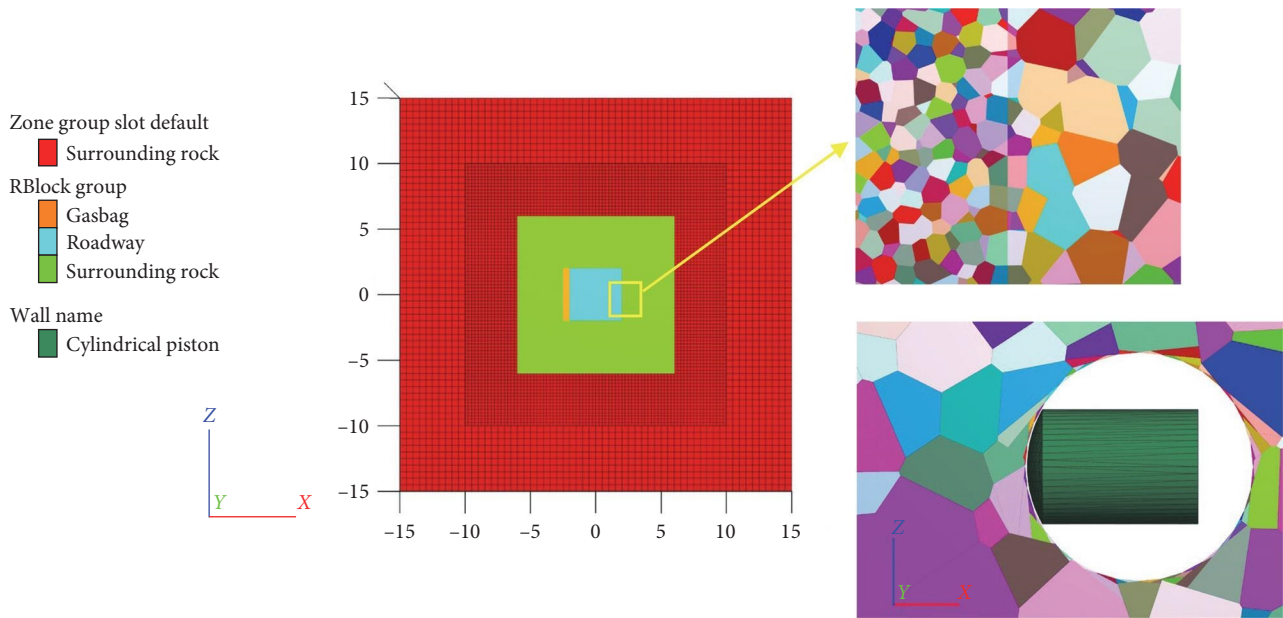 Zone group slot default
Surrounding rock
RBlock group
Gasbag
Roadway
Surrounding rock
Wall name
Cylindrical piston
Z
Y
X
15
10
5
0
−5
−10
−15
−15
−10
−5
0
5
10
15
Z
Y
X